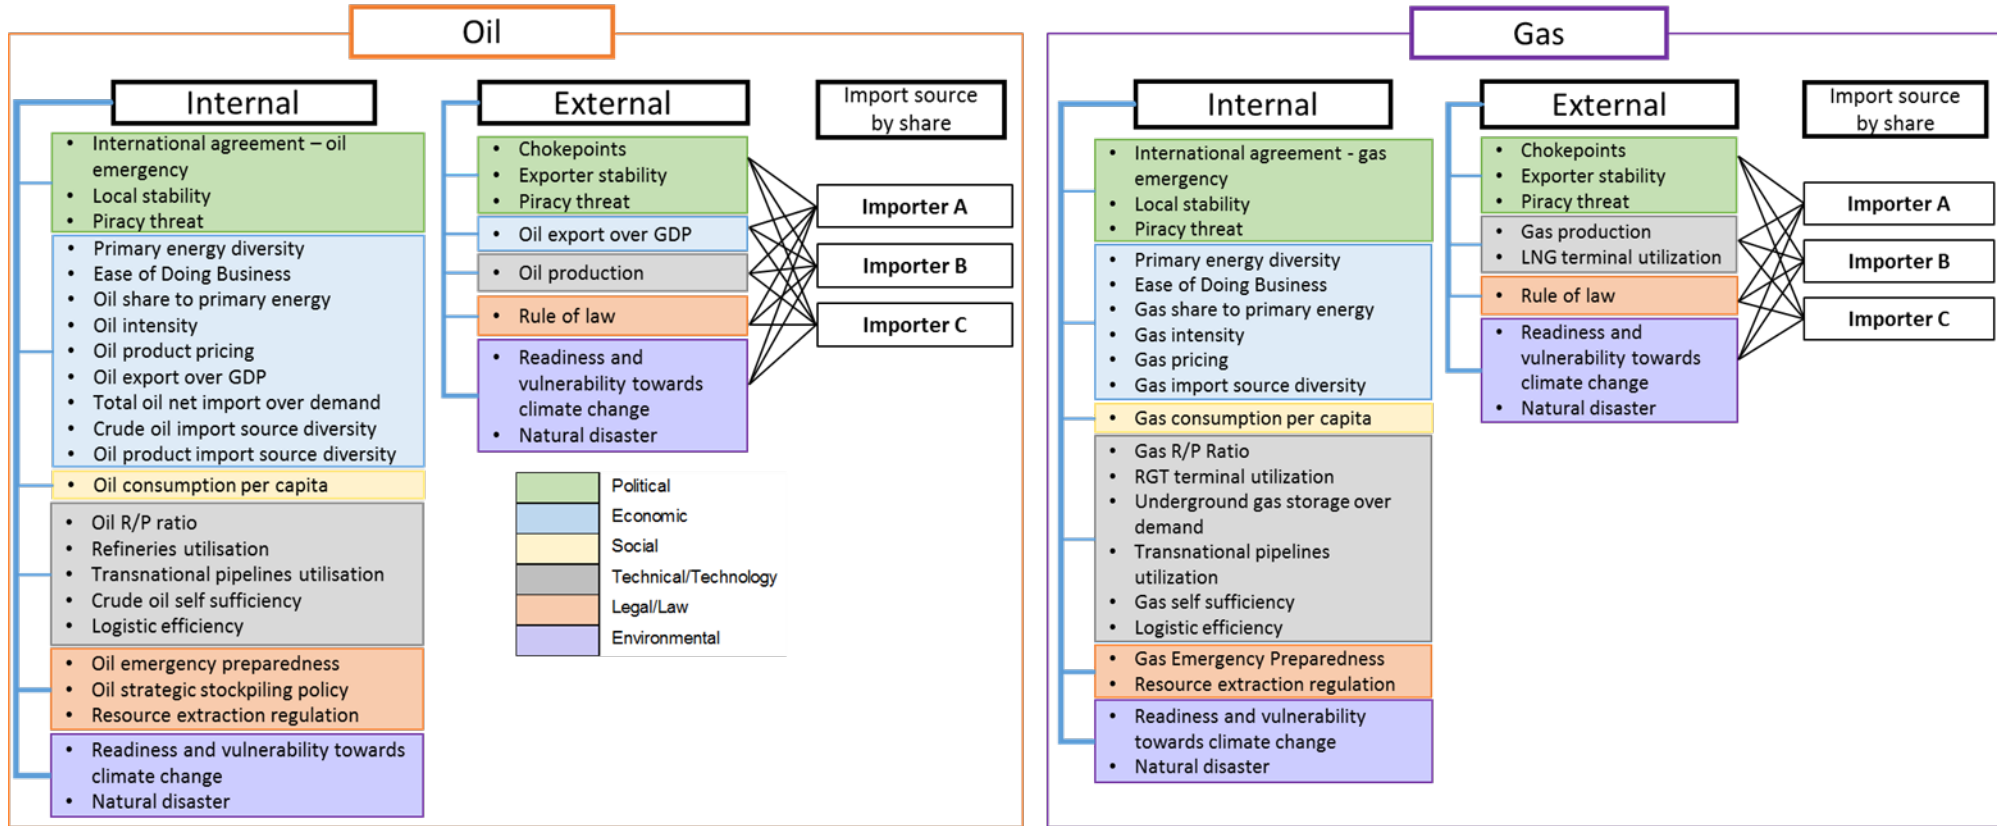 Oil
Internal
• International agreement – oil
emergency
• Local stability
• Piracy threat
• Primary energy diversity
• Ease of Doing Business
• Oil share to primary energy
• Oil intensity
• Oil product pricing
• Oil export over GDP
• Total oil net import over demand
• Crude oil import source diversity
• Oil product import source diversity
• Oil consumption per capita
• Oil R/P ratio
• Refineries utilisation
• Transnational pipelines utilisation
• Crude oil self sufficiency
• Logistic efficiency
• Oil emergency preparedness
• Oil strategic stockpiling policy
• Resource extraction regulation
• Readiness and vulnerability towards
climate change
• Natural disaster
External
• Chokepoints
• Exporter stability
• Piracy threat
• Oil export over GDP
• Oil production
• Rule of law
• Readiness and
vulnerability towards
climate change
• Natural disaster
Import source
by share
Importer A
Importer B
Importer C
Political
Economic
Social
Technical/Technology
Legal/Law
Environmental
Gas
Internal
• International agreement - gas
emergency
• Local stability
• Piracy threat
• Primary energy diversity
• Ease of Doing Business
• Gas share to primary energy
• Gas intensity
• Gas pricing
• Gas import source diversity
• Gas consumption per capita
• Gas R/P Ratio
• RGT terminal utilization
• Underground gas storage over
demand
• Transnational pipelines
utilization
• Gas self sufficiency
• Logistic efficiency
• Gas Emergency Preparedness
• Resource extraction regulation
• Readiness and vulnerability
towards climate change
• Natural disaster
External
• Chokepoints
• Exporter stability
• Piracy threat
• Gas production
• LNG terminal utilization
• Rule of law
• Readiness and
vulnerability towards
climate change
• Natural disaster
Import source
by share
Importer A
Importer B
Importer C